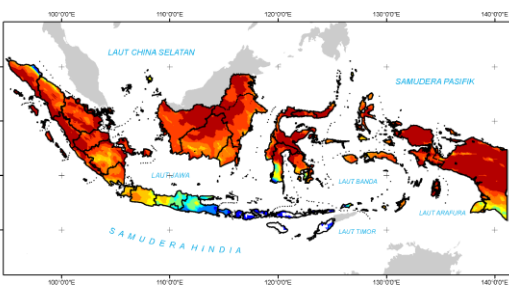 100°0'0"E 110°0'0"E 120°0'0"E 130°0'0"E 140°0'0"E
LAUT CHINA SELATAN
SAMUDERA PASIFIK
LAUT JAWA
LAUT BANDA
LAUT ARAFURA
SAMUDERA HINDIA
LAUT TIMOR
100°0'0"E 110°0'0"E 120°0'0"E 130°0'0"E 140°0'0"E